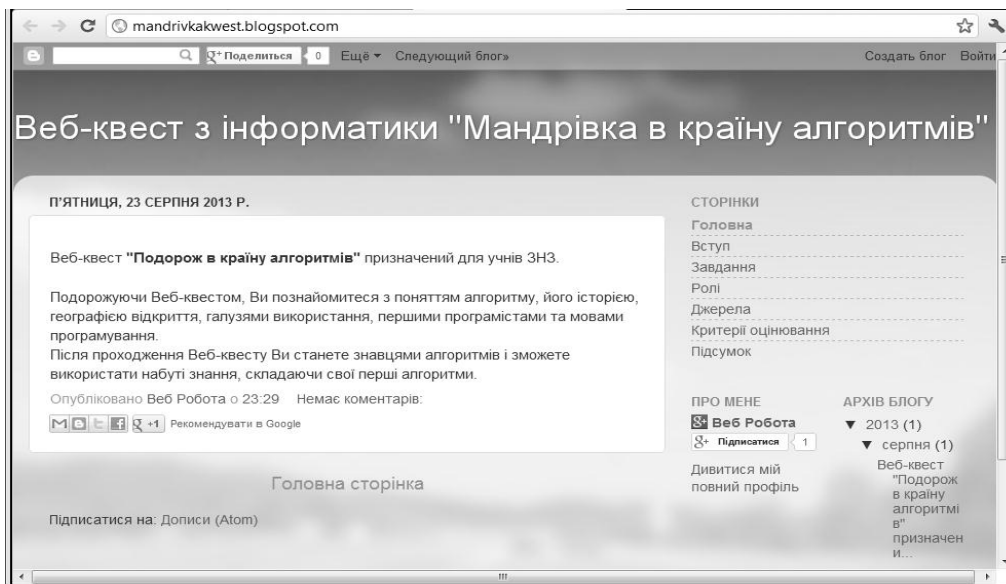 mandrivkakwest.blogspot.com
Поделиться 0 Ещё Следующий блог» Создать блог Войти
Веб-квест з інформатики "Мандрівка в країну алгоритмів"
П'ЯТНИЦЯ, 23 СЕРПНЯ 2013 Р.
Веб-квест "Подорож в країну алгоритмів" призначений для учнів ЗНЗ.
Подорожуючи Веб-квестом, Ви познайомитеся з поняттям алгоритму, його історією,
географією відкриття, галузями використання, першими програмістами та мовами
програмування.
Після проходження Веб-квесту Ви станете знавцями алгоритмів і зможете
використати набуті знання, складаючи свої перші алгоритми.
Опубліковано Веб Робота о 23:29 Немає коментарів:
+1 Рекомендувати в Google
Головна сторінка
Підписатися на: Дописи (Atom)
СТОРІНКИ
Головна
Вступ
Завдання
Ролі
Джерела
Критерії оцінювання
Підсумок
ПРО МЕНЕ
Веб Робота
Підписатися 1
Дивитися мій
повний профіль
АРХІВ БЛОГУ
▼ 2013 (1)
▼ серпня (1)
Веб-квест
"Подорож
в країну
алгоритмі
в"
призначен
и...